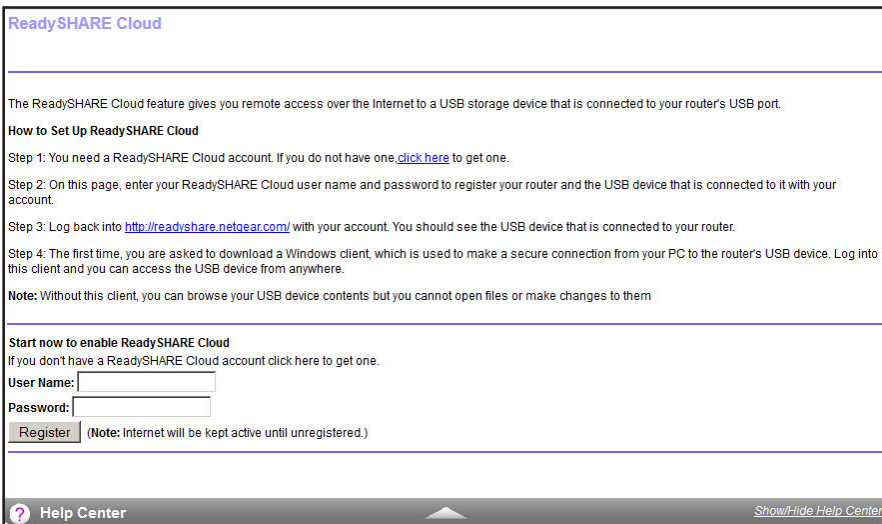 ReadySHARE Cloud
The ReadySHARE Cloud feature gives you remote access over the Internet to a USB storage device that is connected to your router's USB port.
How to Set Up ReadySHARE Cloud
Step 1: You need a ReadySHARE Cloud account. If you do not have one,click here to get one.
Step 2: On this page, enter your ReadySHARE Cloud user name and password to register your router and the USB device that is connected to it with your
account.
Step 3: Log back into http://readyshare.netgear.com/ with your account. You should see the USB device that is connected to your router.
Step 4: The first time, you are asked to download a Windows client, which is used to make a secure connection from your PC to the router's USB device. Log into
this client and you can access the USB device from anywhere.
Note: Without this client, you can browse your USB device contents but you cannot open files or make changes to them
Start now to enable ReadySHARE Cloud
If you don't have a ReadySHARE Cloud account click here to get one.
User Name:
Password:
Register (Note: Internet will be kept active until unregistered.)
? Help Center Show/Hide Help Center